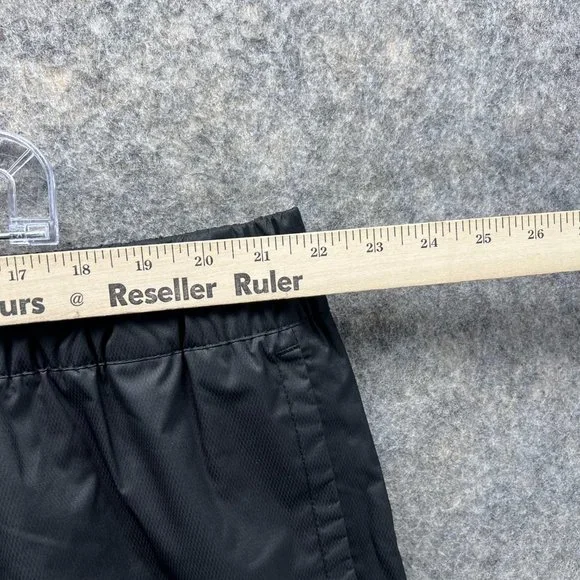 17 18 19 20 21 22 23 24 25 26
urs @ Reseller Ruler